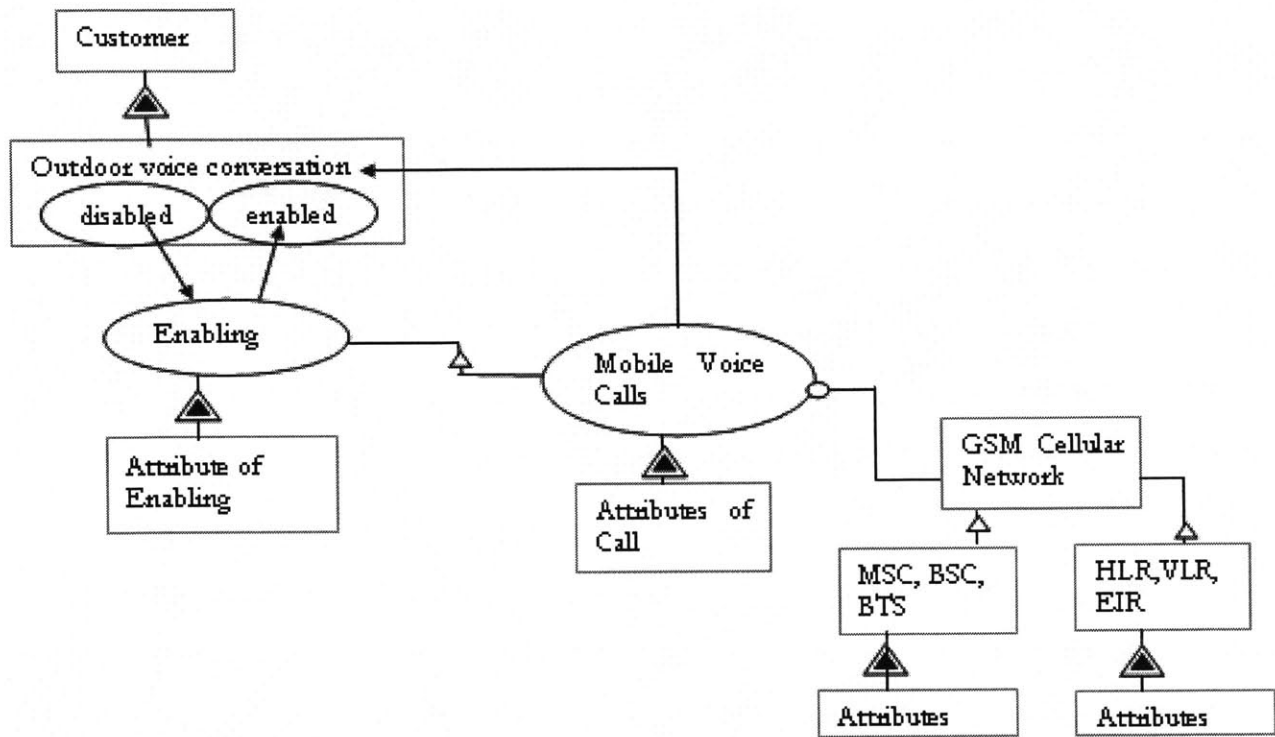 Customer
Outdoor voice conversation
disabled
enabled
Enabling
Attribute of
Enabling
Mobile Voice
Calls
Attributes of
Call
GSM Cellular
Network
MSC, BSC,
BTS
HLR,VLR,
EIR
Attributes
Attributes